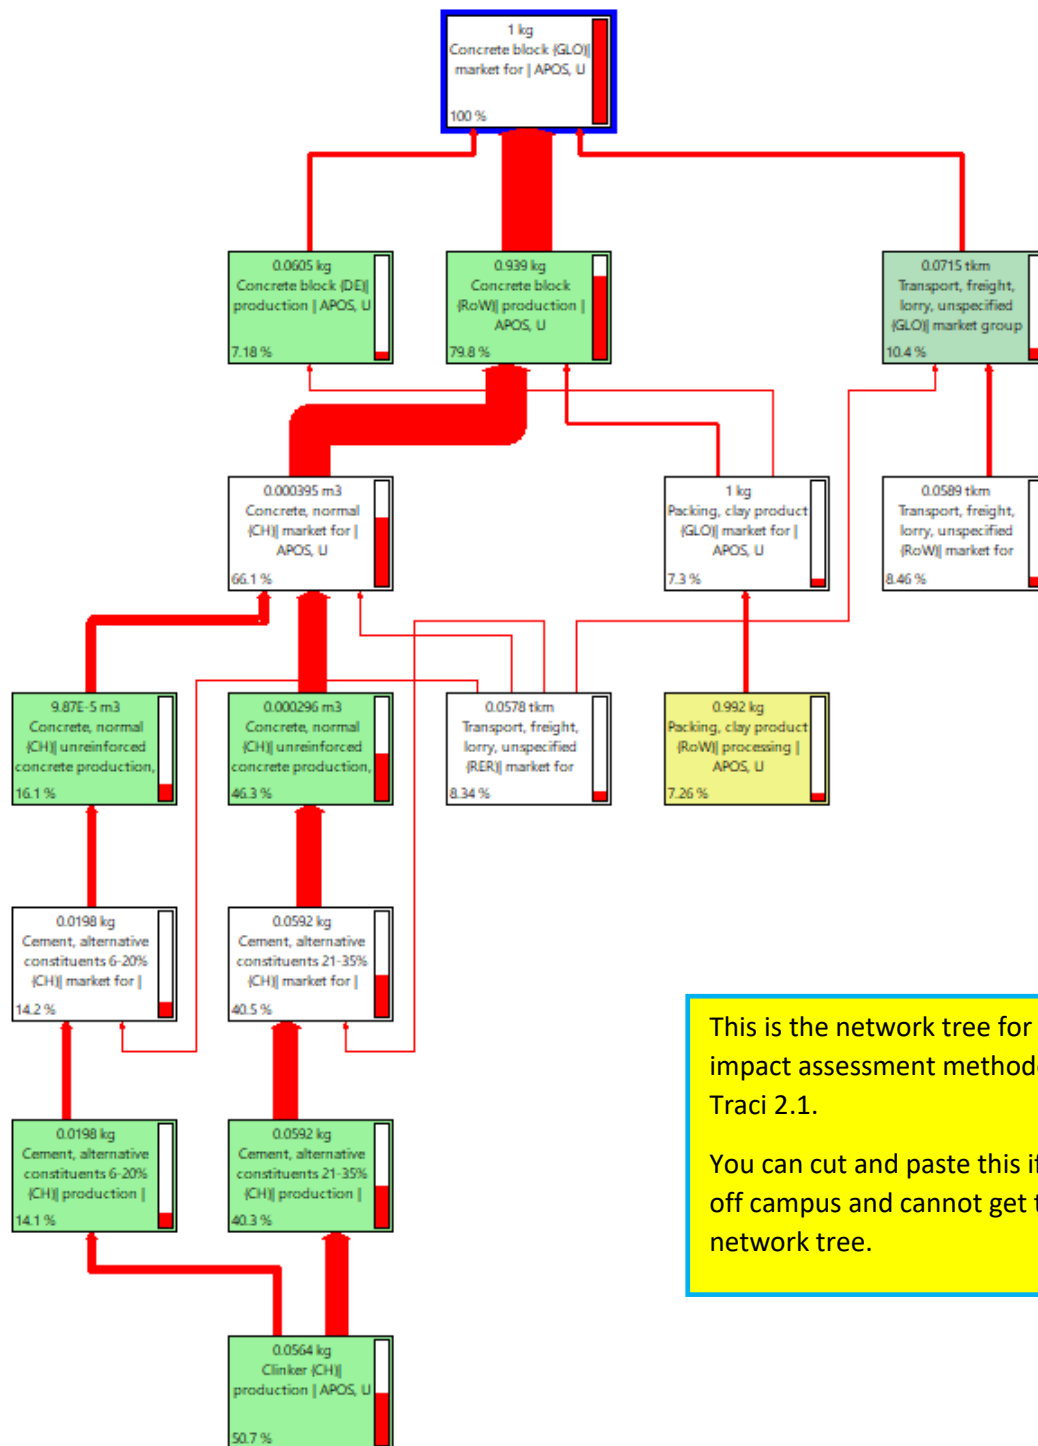 1 kg
Concrete block {GLO}|
market for | APOS, U
100 %
0.0605 kg
Concrete block {DE}|
production | APOS, U
7.18 %
0.939 kg
Concrete block
{RoW}| production |
APOS, U
79.8 %
0.0715 tkm
Transport, freight,
lorry, unspecified
{GLO}| market group
10.4 %
0.000395 m3
Concrete, normal
{CH}| market for |
APOS, U
66.1 %
1 kg
Packing, clay product
{GLO}| market for |
APOS, U
7.3 %
0.0589 tkm
Transport, freight,
lorry, unspecified
{RoW}| market for
8.46 %
9.87E-5 m3
Concrete, normal
{CH}| unreinforced
concrete production,
16.1 %
0.000296 m3
Concrete, normal
{CH}| unreinforced
concrete production,
46.3 %
0.0578 tkm
Transport, freight,
lorry, unspecified
{RER}| market for
8.34 %
0.992 kg
Packing, clay product
{RoW}| processing |
APOS, U
7.26 %
0.0198 kg
Cement, alternative
constituents 6-20%
{CH}| market for |
14.2 %
0.0592 kg
Cement, alternative
constituents 21-35%
{CH}| market for |
40.5 %
This is the network tree for
impact assessment method
Traci 2.1.
You can cut and paste this if
off campus and cannot get
network tree.
0.0198 kg
Cement, alternative
constituents 6-20%
{CH}| production |
14.1 %
0.0592 kg
Cement, alternative
constituents 21-35%
{CH}| production |
40.3 %
0.0564 kg
Clinker {CH}|
production | APOS, U
50.7 %